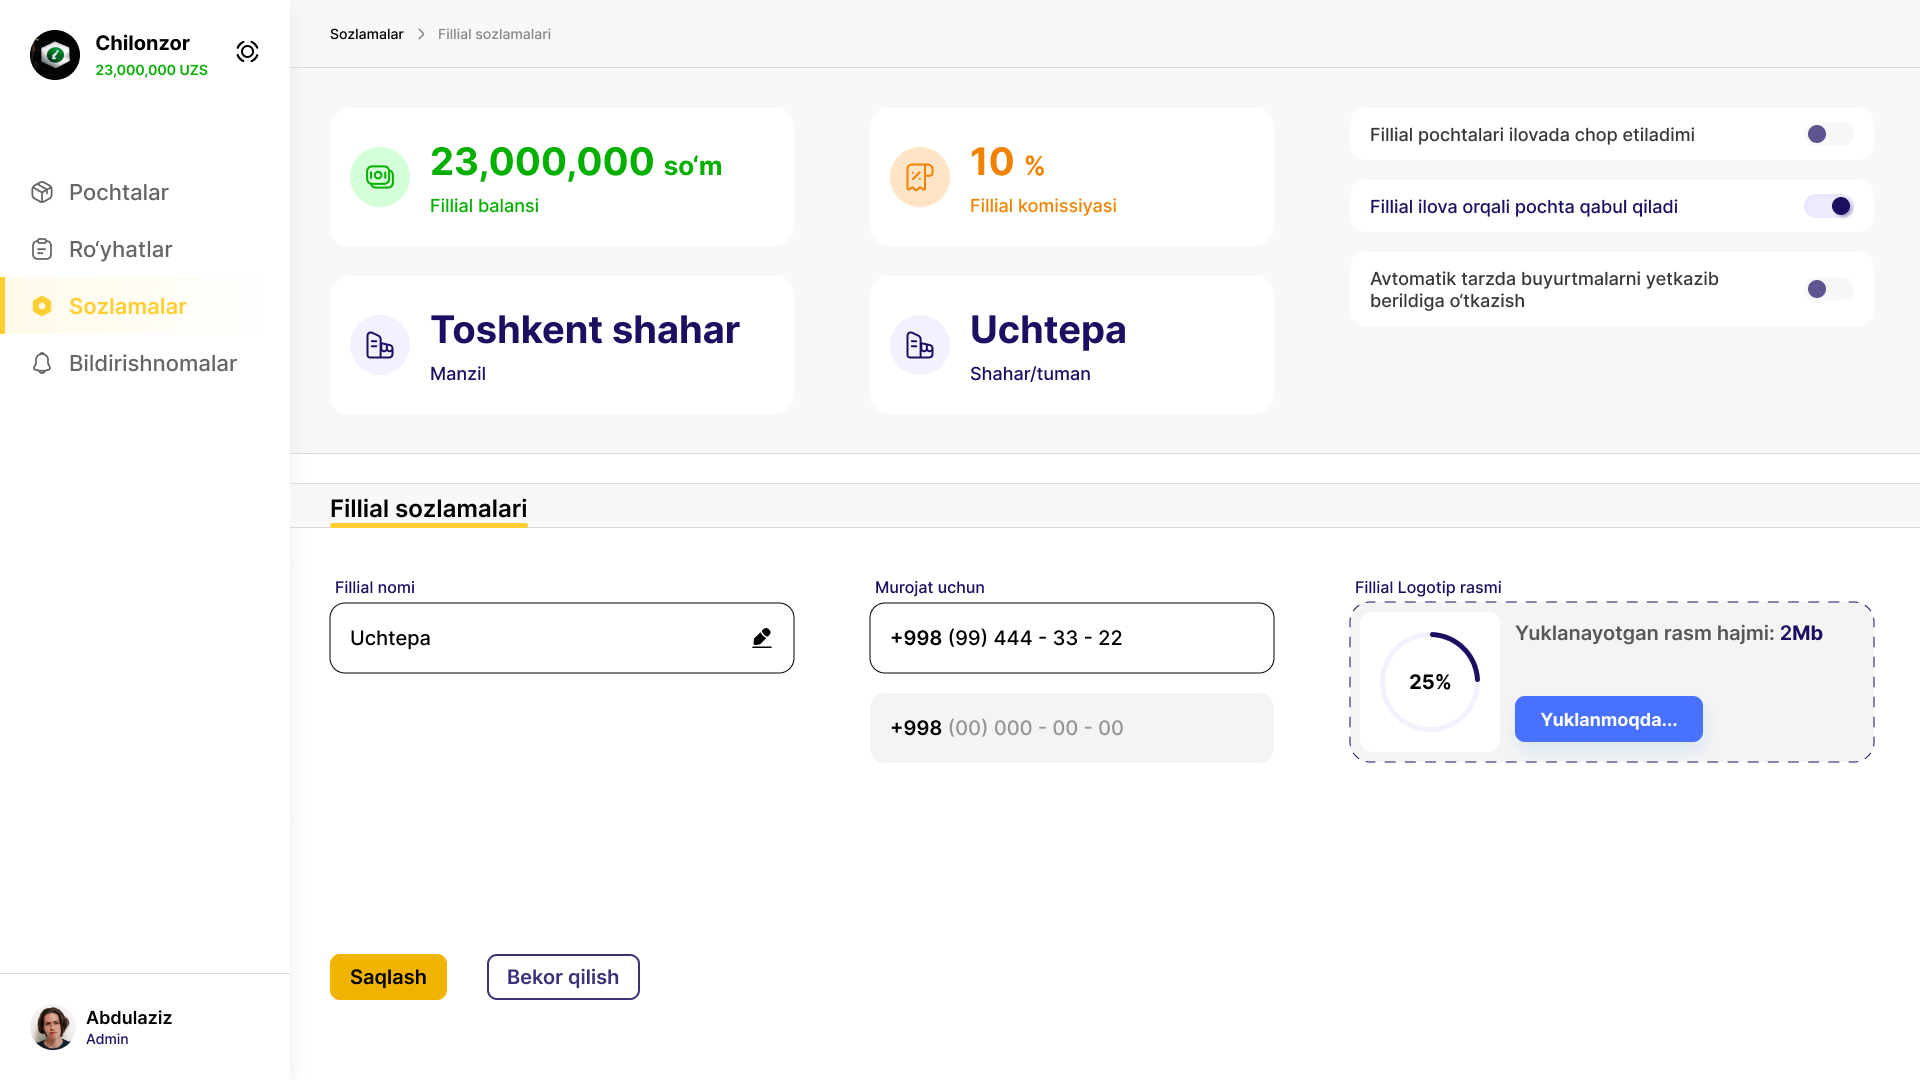 Chilonzor
23,000,000 UZS
Pochtalar
Ro‘yhatlar
Sozlamalar
Bildirishnomalar
Abdulaziz
Admin
Sozlamalar > Fillial sozlamalari
23,000,000 so‘m
Fillial balansi
10 %
Fillial komissiyasi
Toshkent shahar
Manzil
Uchtepa
Shahar/tuman
Fillial pochtalari ilovada chop etiladimi
Fillial ilova orqali pochta qabul qiladi
Avtomatik tarzda buyurtmalarni yetkazib
berildiga o‘tkazish
Fillial sozlamalari
Fillial nomi
Uchtepa
Murojat uchun
+998 (99) 444 - 33 - 22
+998 (00) 000 - 00 - 00
Fillial Logotip rasmi
25%
Yuklanayotgan rasm hajmi: 2Mb
Yuklanmoqda...
Saqlash
Bekor qilish